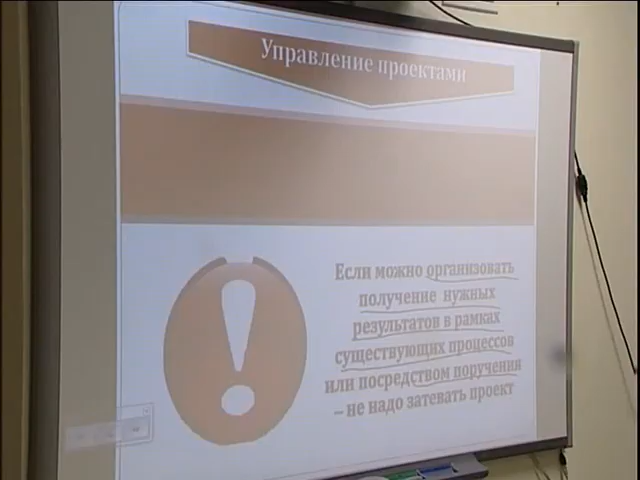 Управление проектами
Если можно организовать
получение нужных
результатов в рамках
существующих процессов
или посредством поручения
– не надо затевать проект